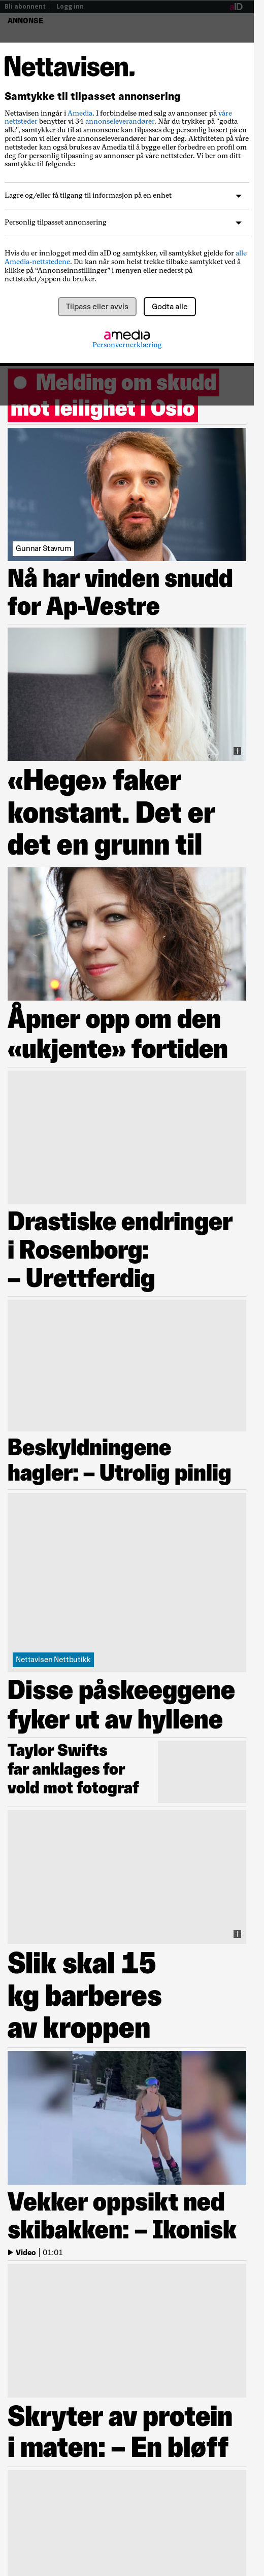 Bli abonnent | Logg inn
aID
ANNONSE
Nettavisen.
Samtykke til tilpasset annonsering
Nettavisen inngår i Amedia. I forbindelse med salg av annonser på våre
nettsteder benytter vi 34 annonseleverandører. Når du trykker på "godta
alle", samtykker du til at annonsene kan tilpasses deg personlig basert på en
profil som vi eller våre annonseleverandører har om deg. Aktiviteten på våre
nettsteder kan også brukes av Amedia til å bygge eller forbedre en profil om
deg for personlig tilpasning av annonser på våre nettsteder. Vi ber om ditt
samtykke til følgende:
Lagre og/eller få tilgang til informasjon på en enhet
Personlig tilpasset annonsering
Hvis du er innlogget med din aID og samtykker, vil samtykket gjelde for alle
Amedia-nettstedene. Du kan når som helst trekke tilbake samtykket ved å
klikke på “Annonseinnstillinger” i menyen eller nederst på
nettstedet/appen du bruker.
Tilpass eller avvis
Godta alle
amedia
Personvernerklæring
Melding om skudd
mot leilighet i Oslo
Gunnar Stavrum
Nå har vinden snudd
for Ap-Vestre
«Hege» faker
konstant. Det er
det en grunn til
Åpner opp om den
«ukjente» fortiden
Drastiske endringer
i Rosenborg:
– Urettferdig
Beskyldningene
hagler: – Utrolig pinlig
Nettavisen Nettbutikk
Disse påskeeggene
fyker ut av hyllene
Taylor Swifts
far anklages for
vold mot fotograf
Slik skal 15
kg barberes
av kroppen
Vekker oppsikt ned
skibakken: – Ikonisk
Video | 01:01
Skryter av protein
i maten: – En bløff